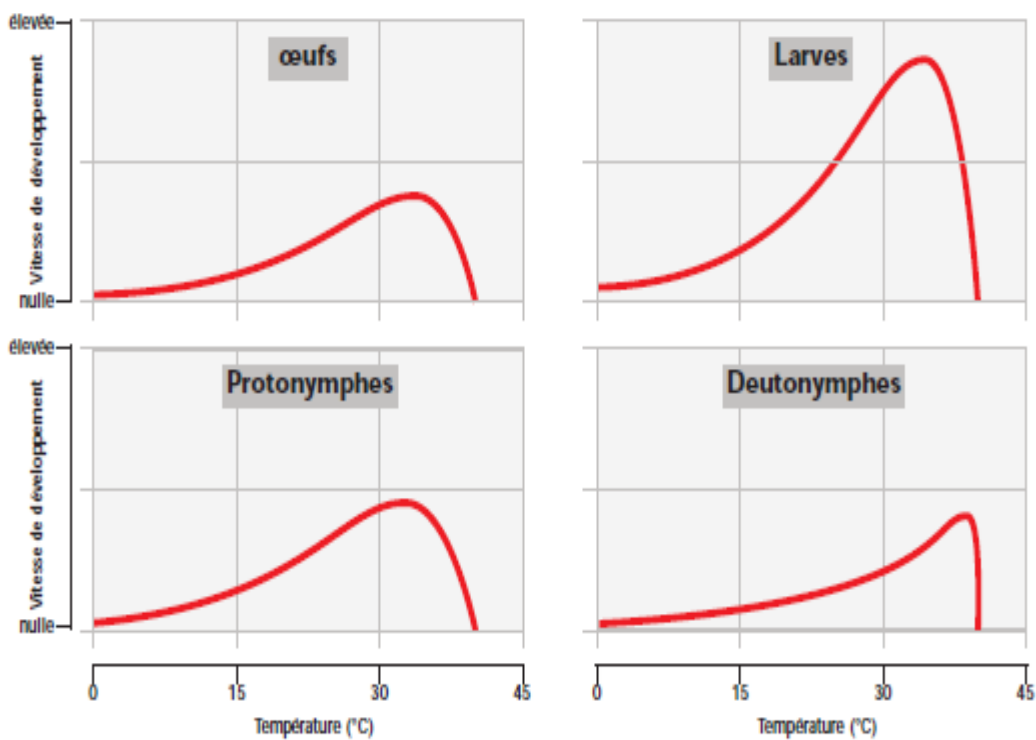 élevée
œufs
Larves
Vitesse de développement
nulle
élevée
Protonymphes
Deutonymphes
Vitesse de développement
nulle
0 15 30 45
0 15 30 45
Température (°C)
Température (°C)